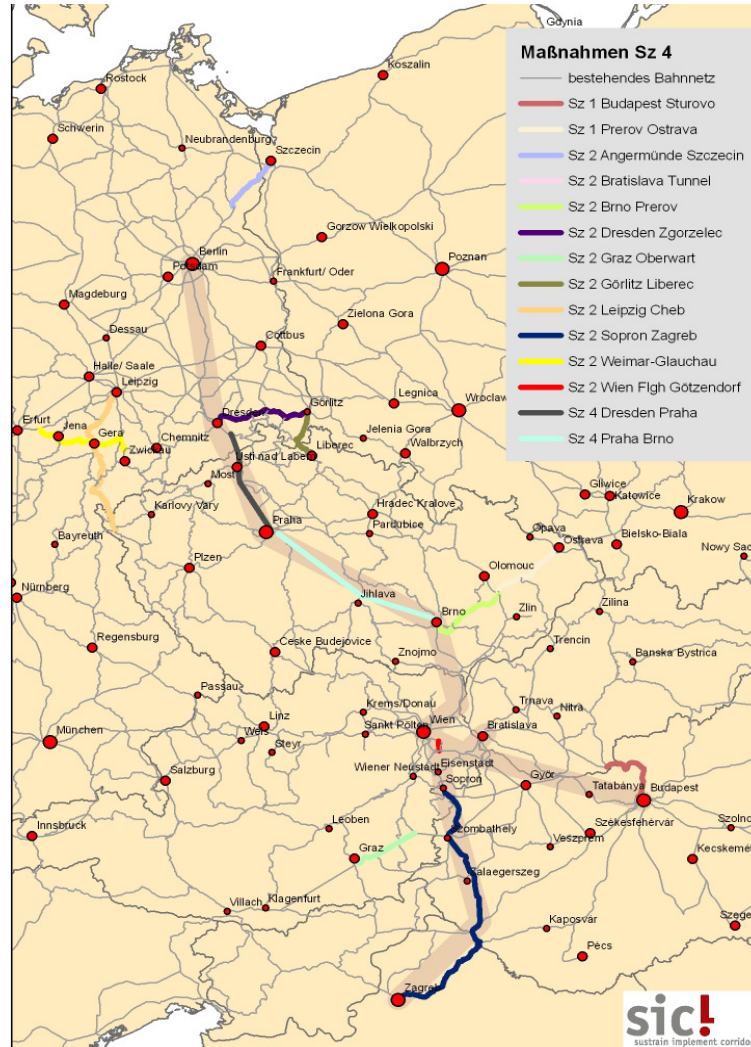 Gdynia
Maßnahmen Sz 4
bestehendes Bahnnetz
Sz 1 Budapest Sturovo
Sz 1 Prerov Ostrava
Sz 2 Angermünde Szczecin
Sz 2 Bratislava Tunnel
Sz 2 Brno Prerov
Sz 2 Dresden Zgorzelec
Sz 2 Graz Oberwart
Sz 2 Görlitz Liberec
Sz 2 Leipzig Cheb
Sz 2 Sopron Zagreb
Sz 2 Weimar-Glauchau
Sz 2 Wien Flgh Götzendorf
Sz 4 Dresden Praha
Sz 4 Praha Brno
Koszalin
Rostock
Schwerin
Neubrandenburg
Szczecin
Gorzow Wielkopolski
Berlin
Potsdam
Poznan
Frankfurt/ Oder
Magdeburg
Zielona Gora
Dessau
Cottbus
Halle/ Saale
Leipzig
Legnica
Wroclaw
Görlitz
Dresden
Erfurt
Jena
Gera
Chemnitz
Zwickau
Jelenia Gora
Walbrzych
Liberec
Usti nad Labem
Most
Gliwice
Katowice
Krakow
Karlovy Vary
Hradec Kralove
Praha
Pardubice
Opava
Ostrava
Bielsko-Biala
Nowy Sac
Bayreuth
Plzen
Olomouc
Nürnberg
Jihlava
Brno
Zlin
Zilina
Regensburg
Ceske Budejovice
Znojmo
Trencin
Banska Bystrica
Passau
Krems/Donau
Trnava
Nitra
Linz
Wien
Sankt Pölten
Bratislava
München
Wels
Steyr
Eisenstadt
Wiener Neustadt
Sopron
Győr
Tatabánya
Budapest
Salzburg
Innsbruck
Leoben
Szombathely
Székesfehérvár
Szolno
Veszprém
Kecskemét
Graz
Zalaegerszeg
Villach
Klagenfurt
Kaposvár
Szege
Pécs
Zagreb
sic!
sustrain implement corrido